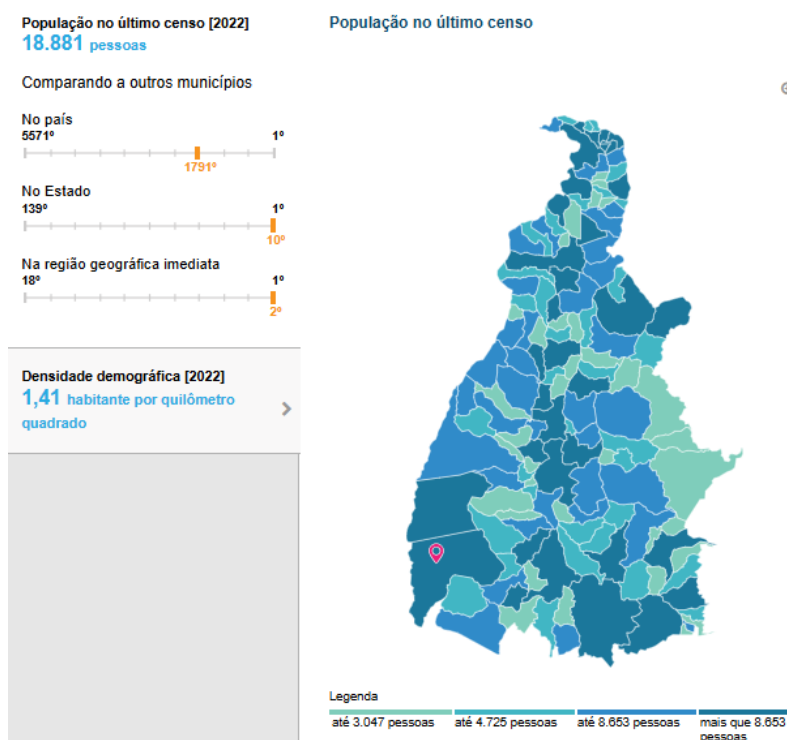 População no último censo [2022]
18.881 pessoas
Comparando a outros municípios
No país
5571º 1º
1791º
No Estado
139º 1º
10º
Na região geográfica imediata
18º 1º
2º
Densidade demográfica [2022]
1,41 habitante por quilômetro
quadrado
População no último censo
Legenda
até 3.047 pessoas
até 4.725 pessoas
até 8.653 pessoas
mais que 8.653
pessoas